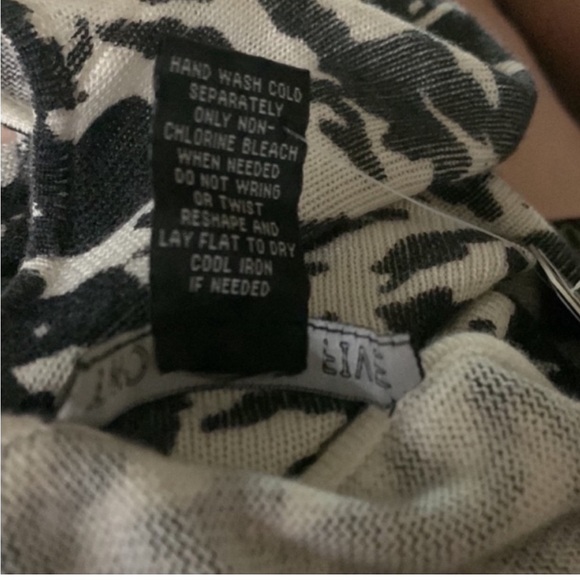 HAND WASH COLD
SEPARATELY
ONLY NON-
CHLORINE BLEACH
WHEN NEEDED
DO NOT WRING
OR TWIST
RESHAPE AND
LAY FLAT TO DRY
COOL IRON
IF NEEDED